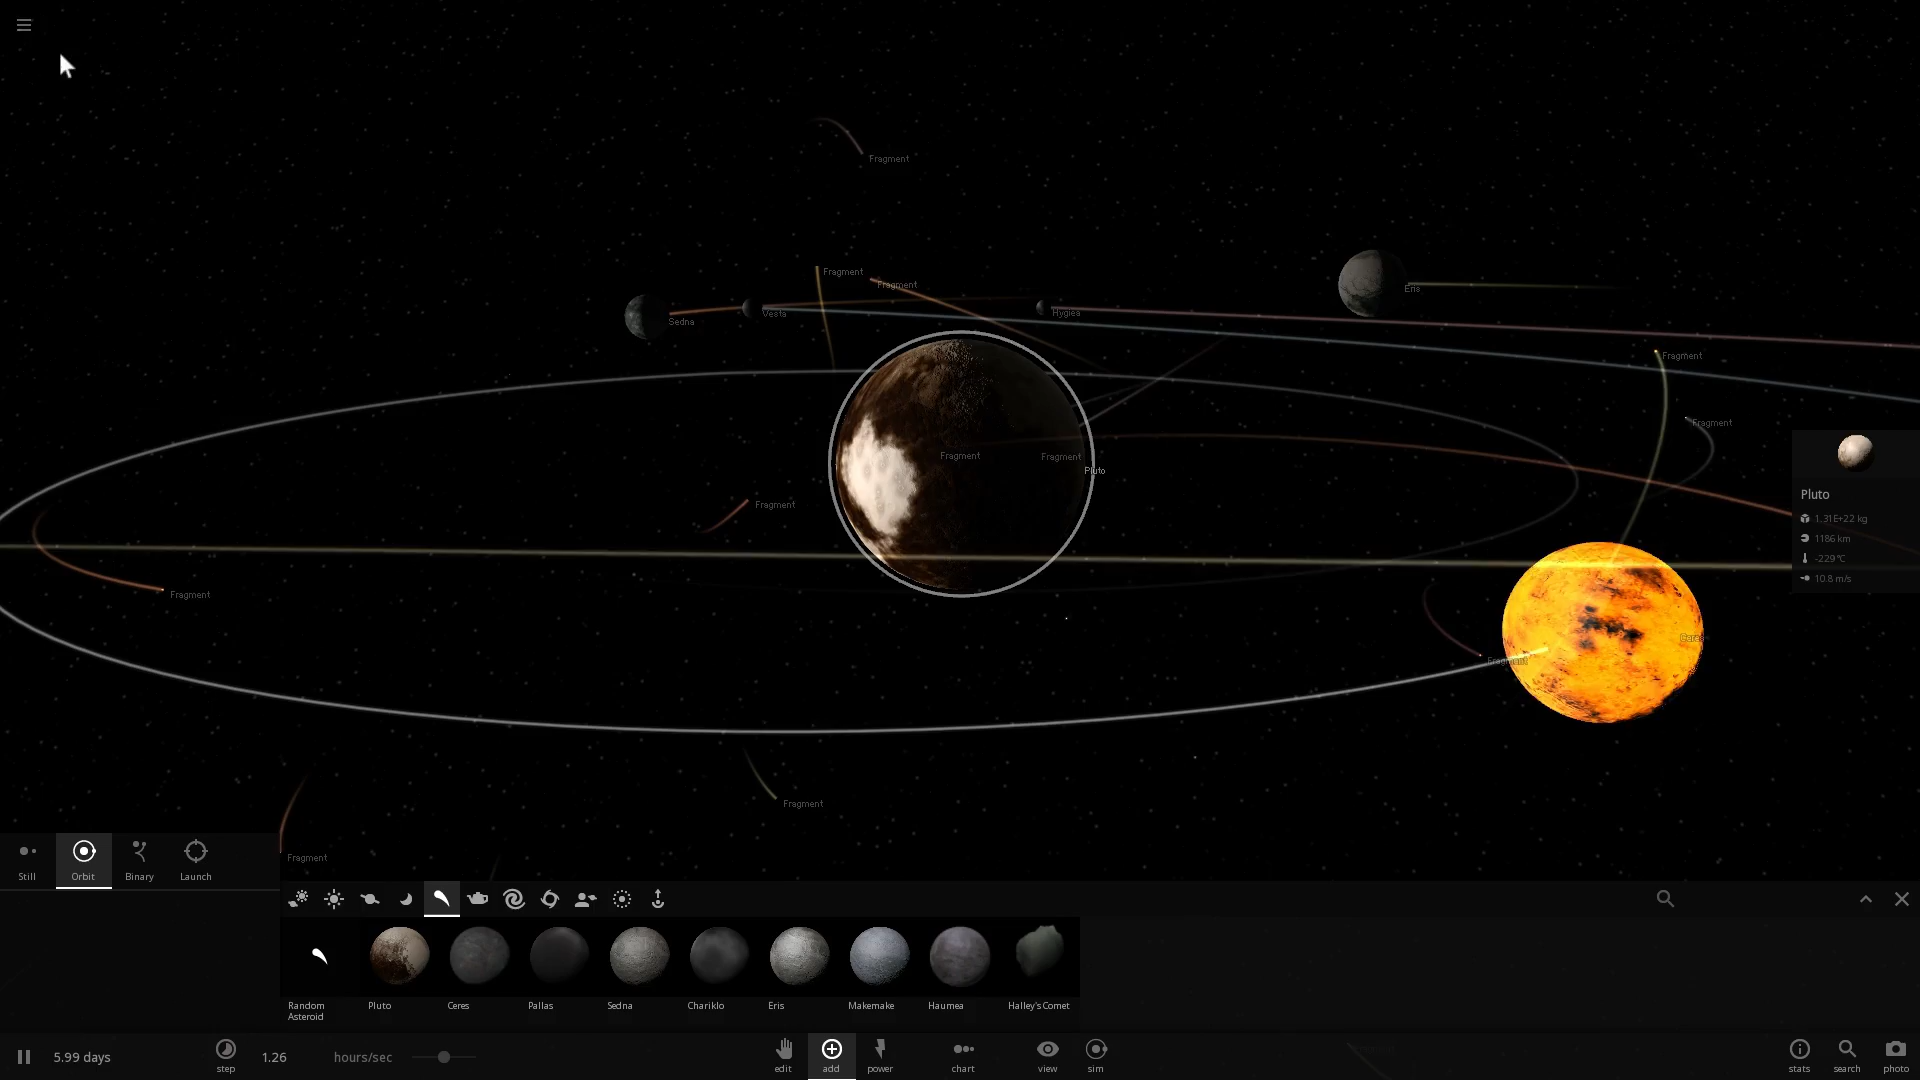 Fragment
Fragment
Fragment
Eris
Sedna
Vesta
Hygiea
Fragment
Fragment
Fragment
Fragment
Pluto
Pluto
1.31E+22 kg
1186 km
-229°C
10.8 m/s
Fragment
Fragment
Ceres
Fragment
Fragment
Fragment
Still
Orbit
Binary
Launch
Random
Asteroid
Pluto
Ceres
Pallas
Sedna
Chariklo
Eris
Makemake
Haumea
Halley's Comet
5.99 days
step
1.26
hours/sec
edit
add
power
chart
view
sim
stats
search
photo